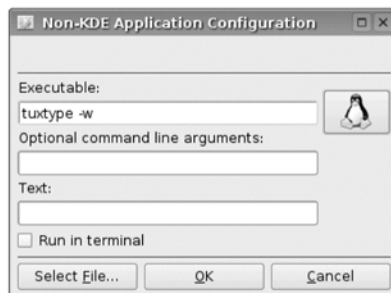 Non-KDE Application Configuration
Executable:
tuxtype -w
Optional command line arguments:
Text:
Run in terminal
Select File...
OK
Cancel